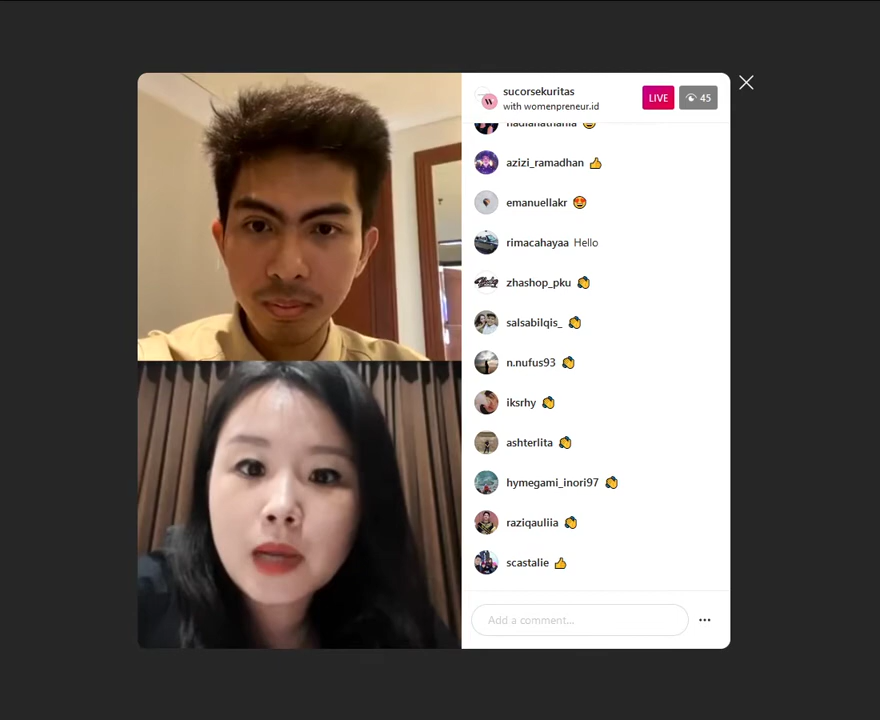 sucorsekuritas
with womenpreneur.id
LIVE
45
nadianathania
azizi_ramadhan
emanuellakr
rimacahayaa Hello
zhashop_pku
salsabilqis_
n.nufus93
iksrhy
ashterlita
hymegami_inori97
raziqauliia
scastalie
Add a comment...